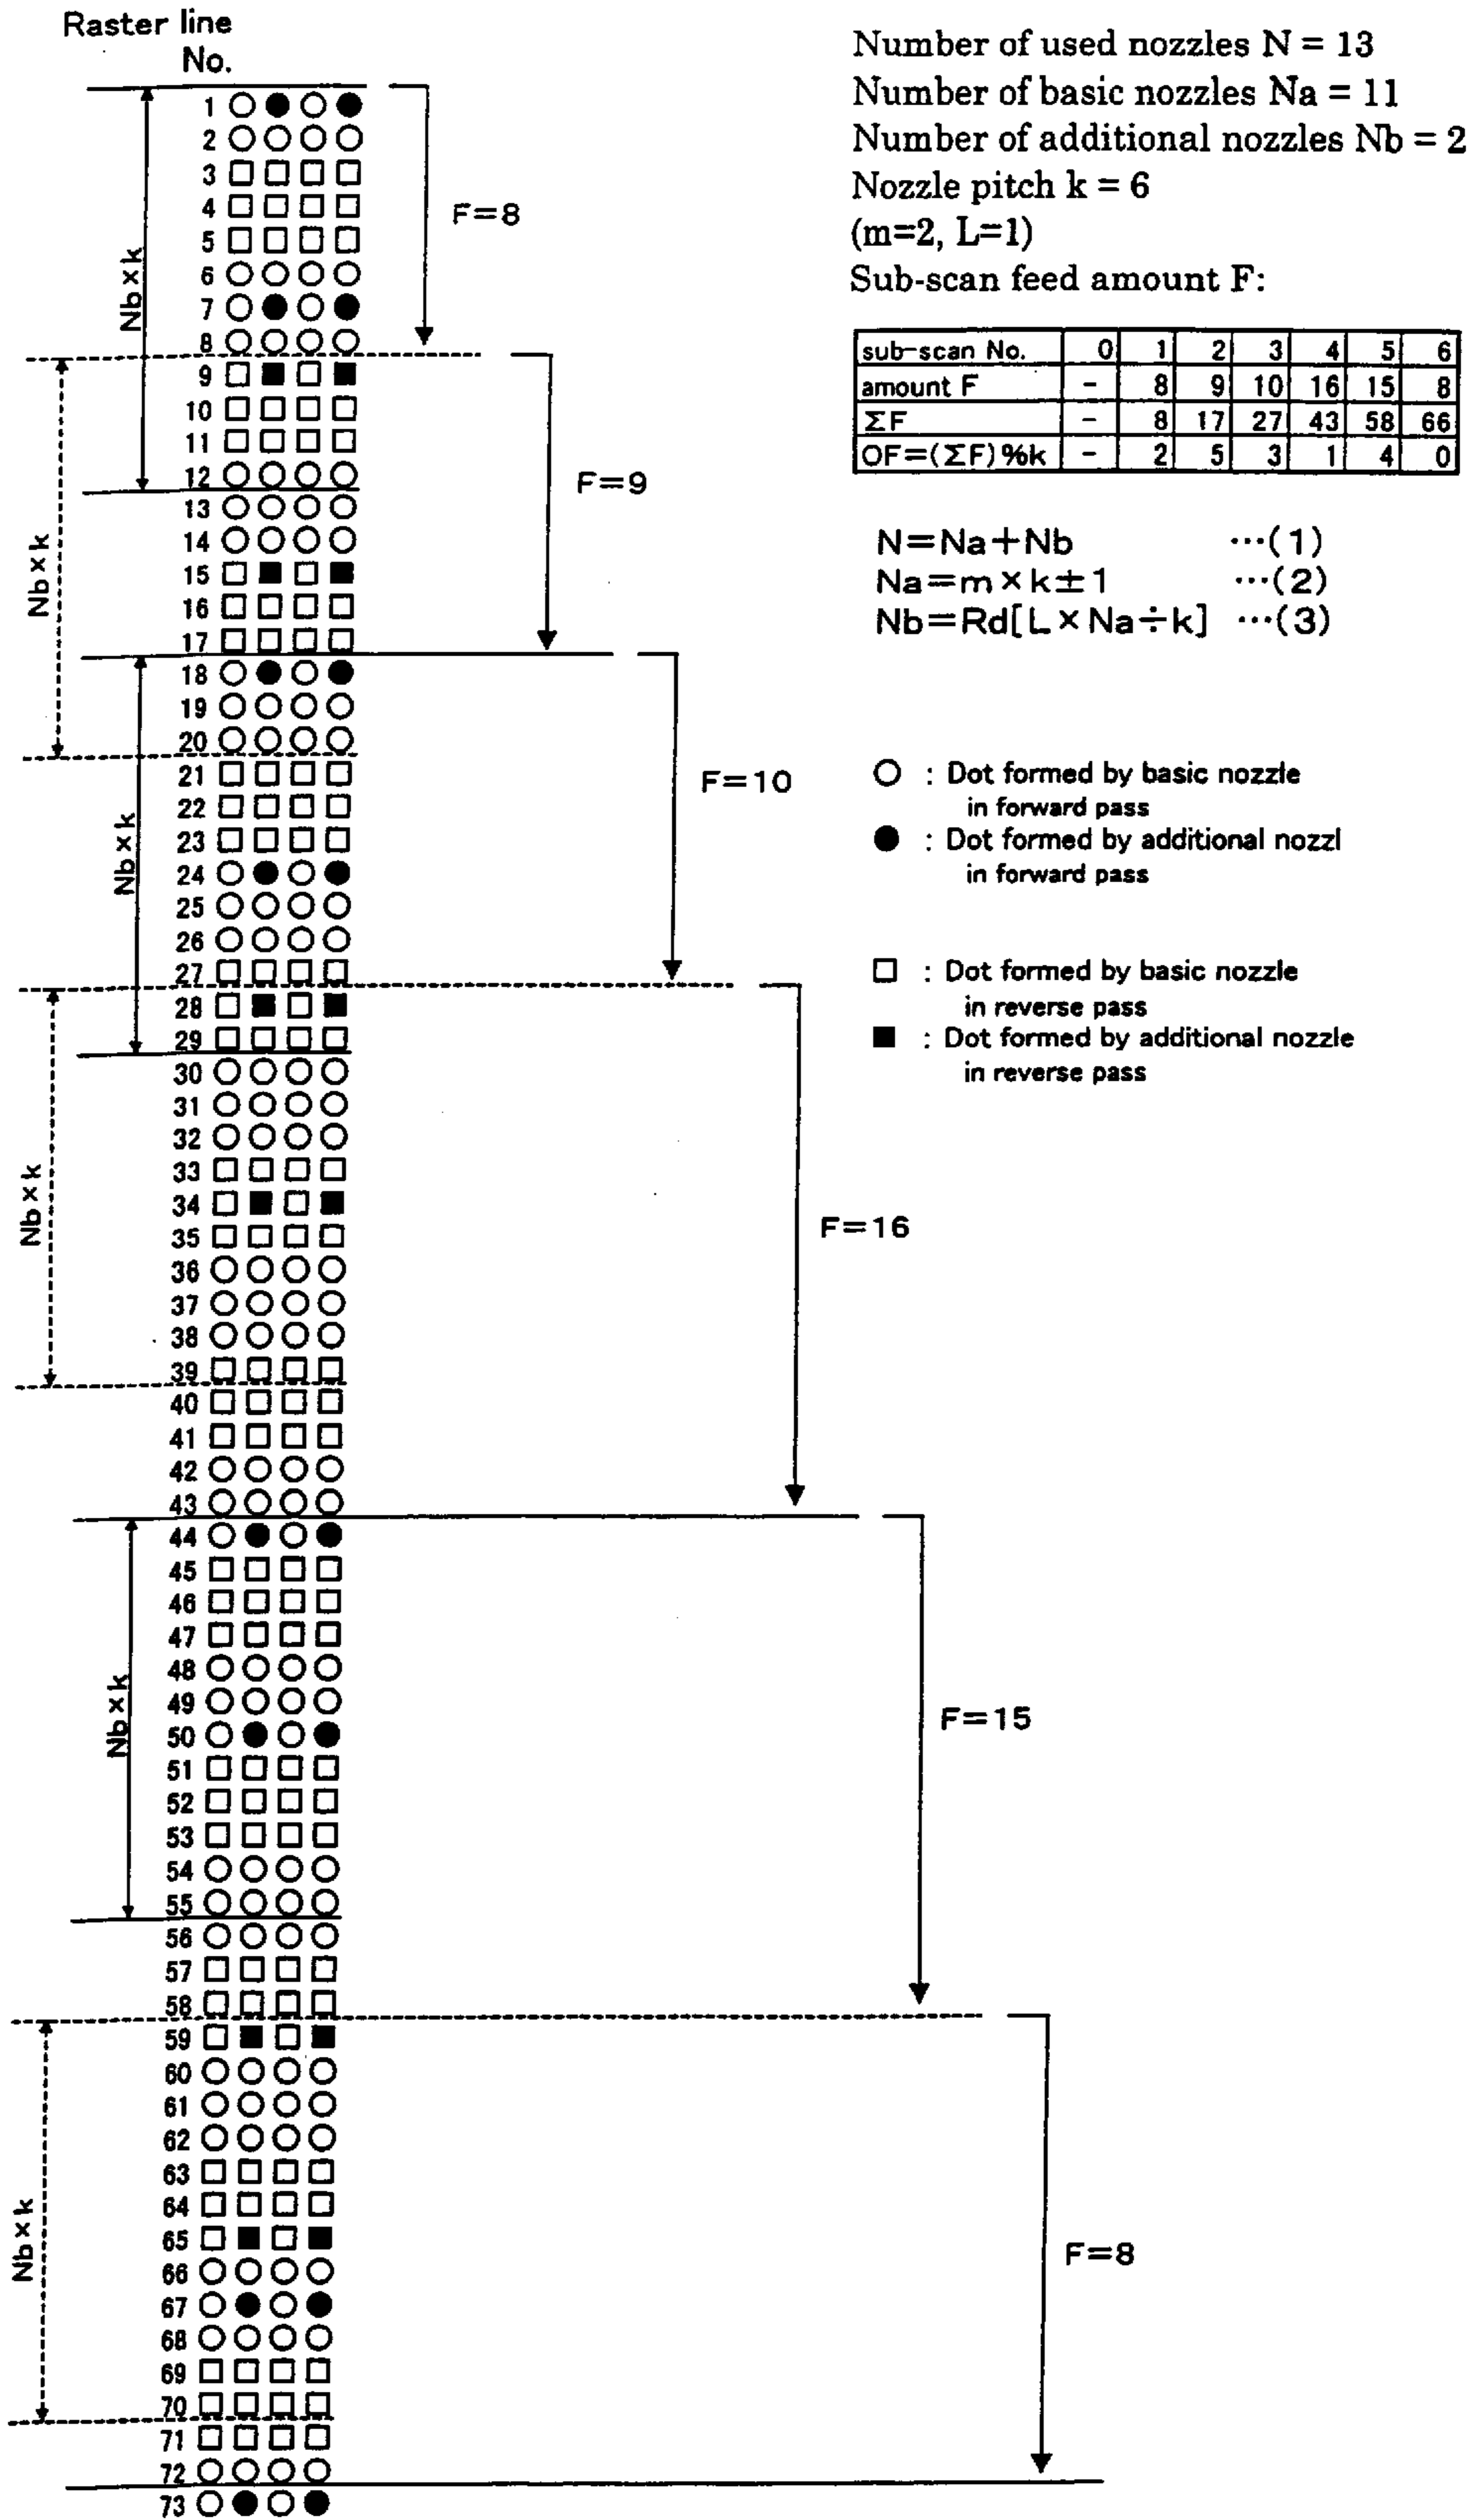 Raster line
No.
Number of used nozzles N = 13
Number of basic nozzles Na = 11
Number of additional nozzles Nb = 2
Nozzle pitch k = 6
(m=2, L=1)
Sub-scan feed amount F:
sub-scan No. 0 1 2 3 4 5 6
amount F - 8 9 10 16 15 8
ΣF - 8 17 27 43 58 66
OF=(ΣF)%k - 2 5 3 1 4 0
N=Na+Nb ···(1)
Na=m×k±1 ···(2)
Nb=Rd[L×Na÷k] ···(3)
○ : Dot formed by basic nozzle
in forward pass
● : Dot formed by additional nozzl
in forward pass
□ : Dot formed by basic nozzle
in reverse pass
■ : Dot formed by additional nozzle
in reverse pass
1
2
3
4
5
6
7
8
9
10
11
12
13
14
15
16
17
18
19
20
21
22
23
24
25
26
27
28
29
30
31
32
33
34
35
36
37
38
39
40
41
42
43
44
45
46
47
48
49
50
51
52
53
54
55
56
57
58
59
60
61
62
63
64
65
66
67
68
69
70
71
72
73
Nb×k
Nb×k
Nb×k
Nb×k
Nb×k
Nb×k
F=8
F=9
F=10
F=16
F=15
F=8